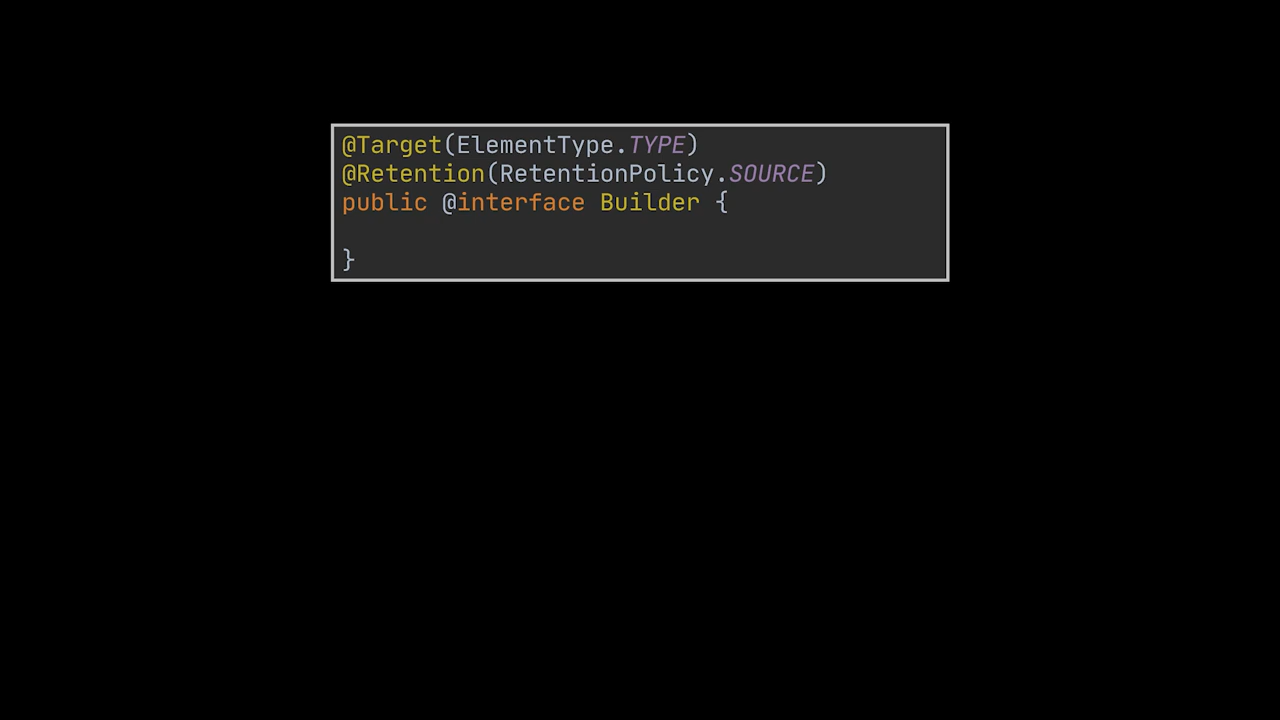 @Target(ElementType.TYPE)
@Retention(RetentionPolicy.SOURCE)
public @interface Builder {
}